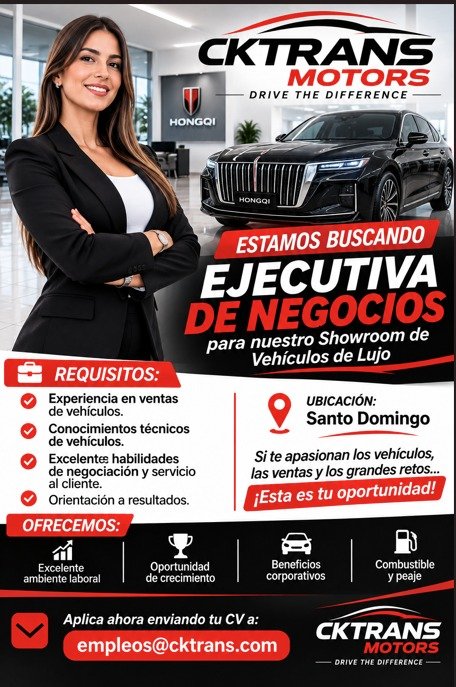 CKTRANS
MOTORS
DRIVE THE DIFFERENCE
HONGQI
HONGQI
ESTAMOS BUSCANDO
EJECUTIVA
DE NEGOCIOS
para nuestro Showroom de
Vehículos de Lujo
REQUISITOS:
Experiencia en ventas
de vehículos.
Conocimientos técnicos
de vehículos.
Excelentes habilidades
de negociación y servicio
al cliente.
Orientación a resultados.
UBICACIÓN:
Santo Domingo
Si te apasionan los vehículos,
las ventas y los grandes retos...
¡Esta es tu oportunidad!
OFRECEMOS:
Excelente
ambiente laboral
Oportunidad
de crecimiento
Beneficios
corporativos
Combustible
y peaje
Aplica ahora enviando tu CV a:
empleos@cktrans.com
CKTRANS
MOTORS
DRIVE THE DIFFERENCE